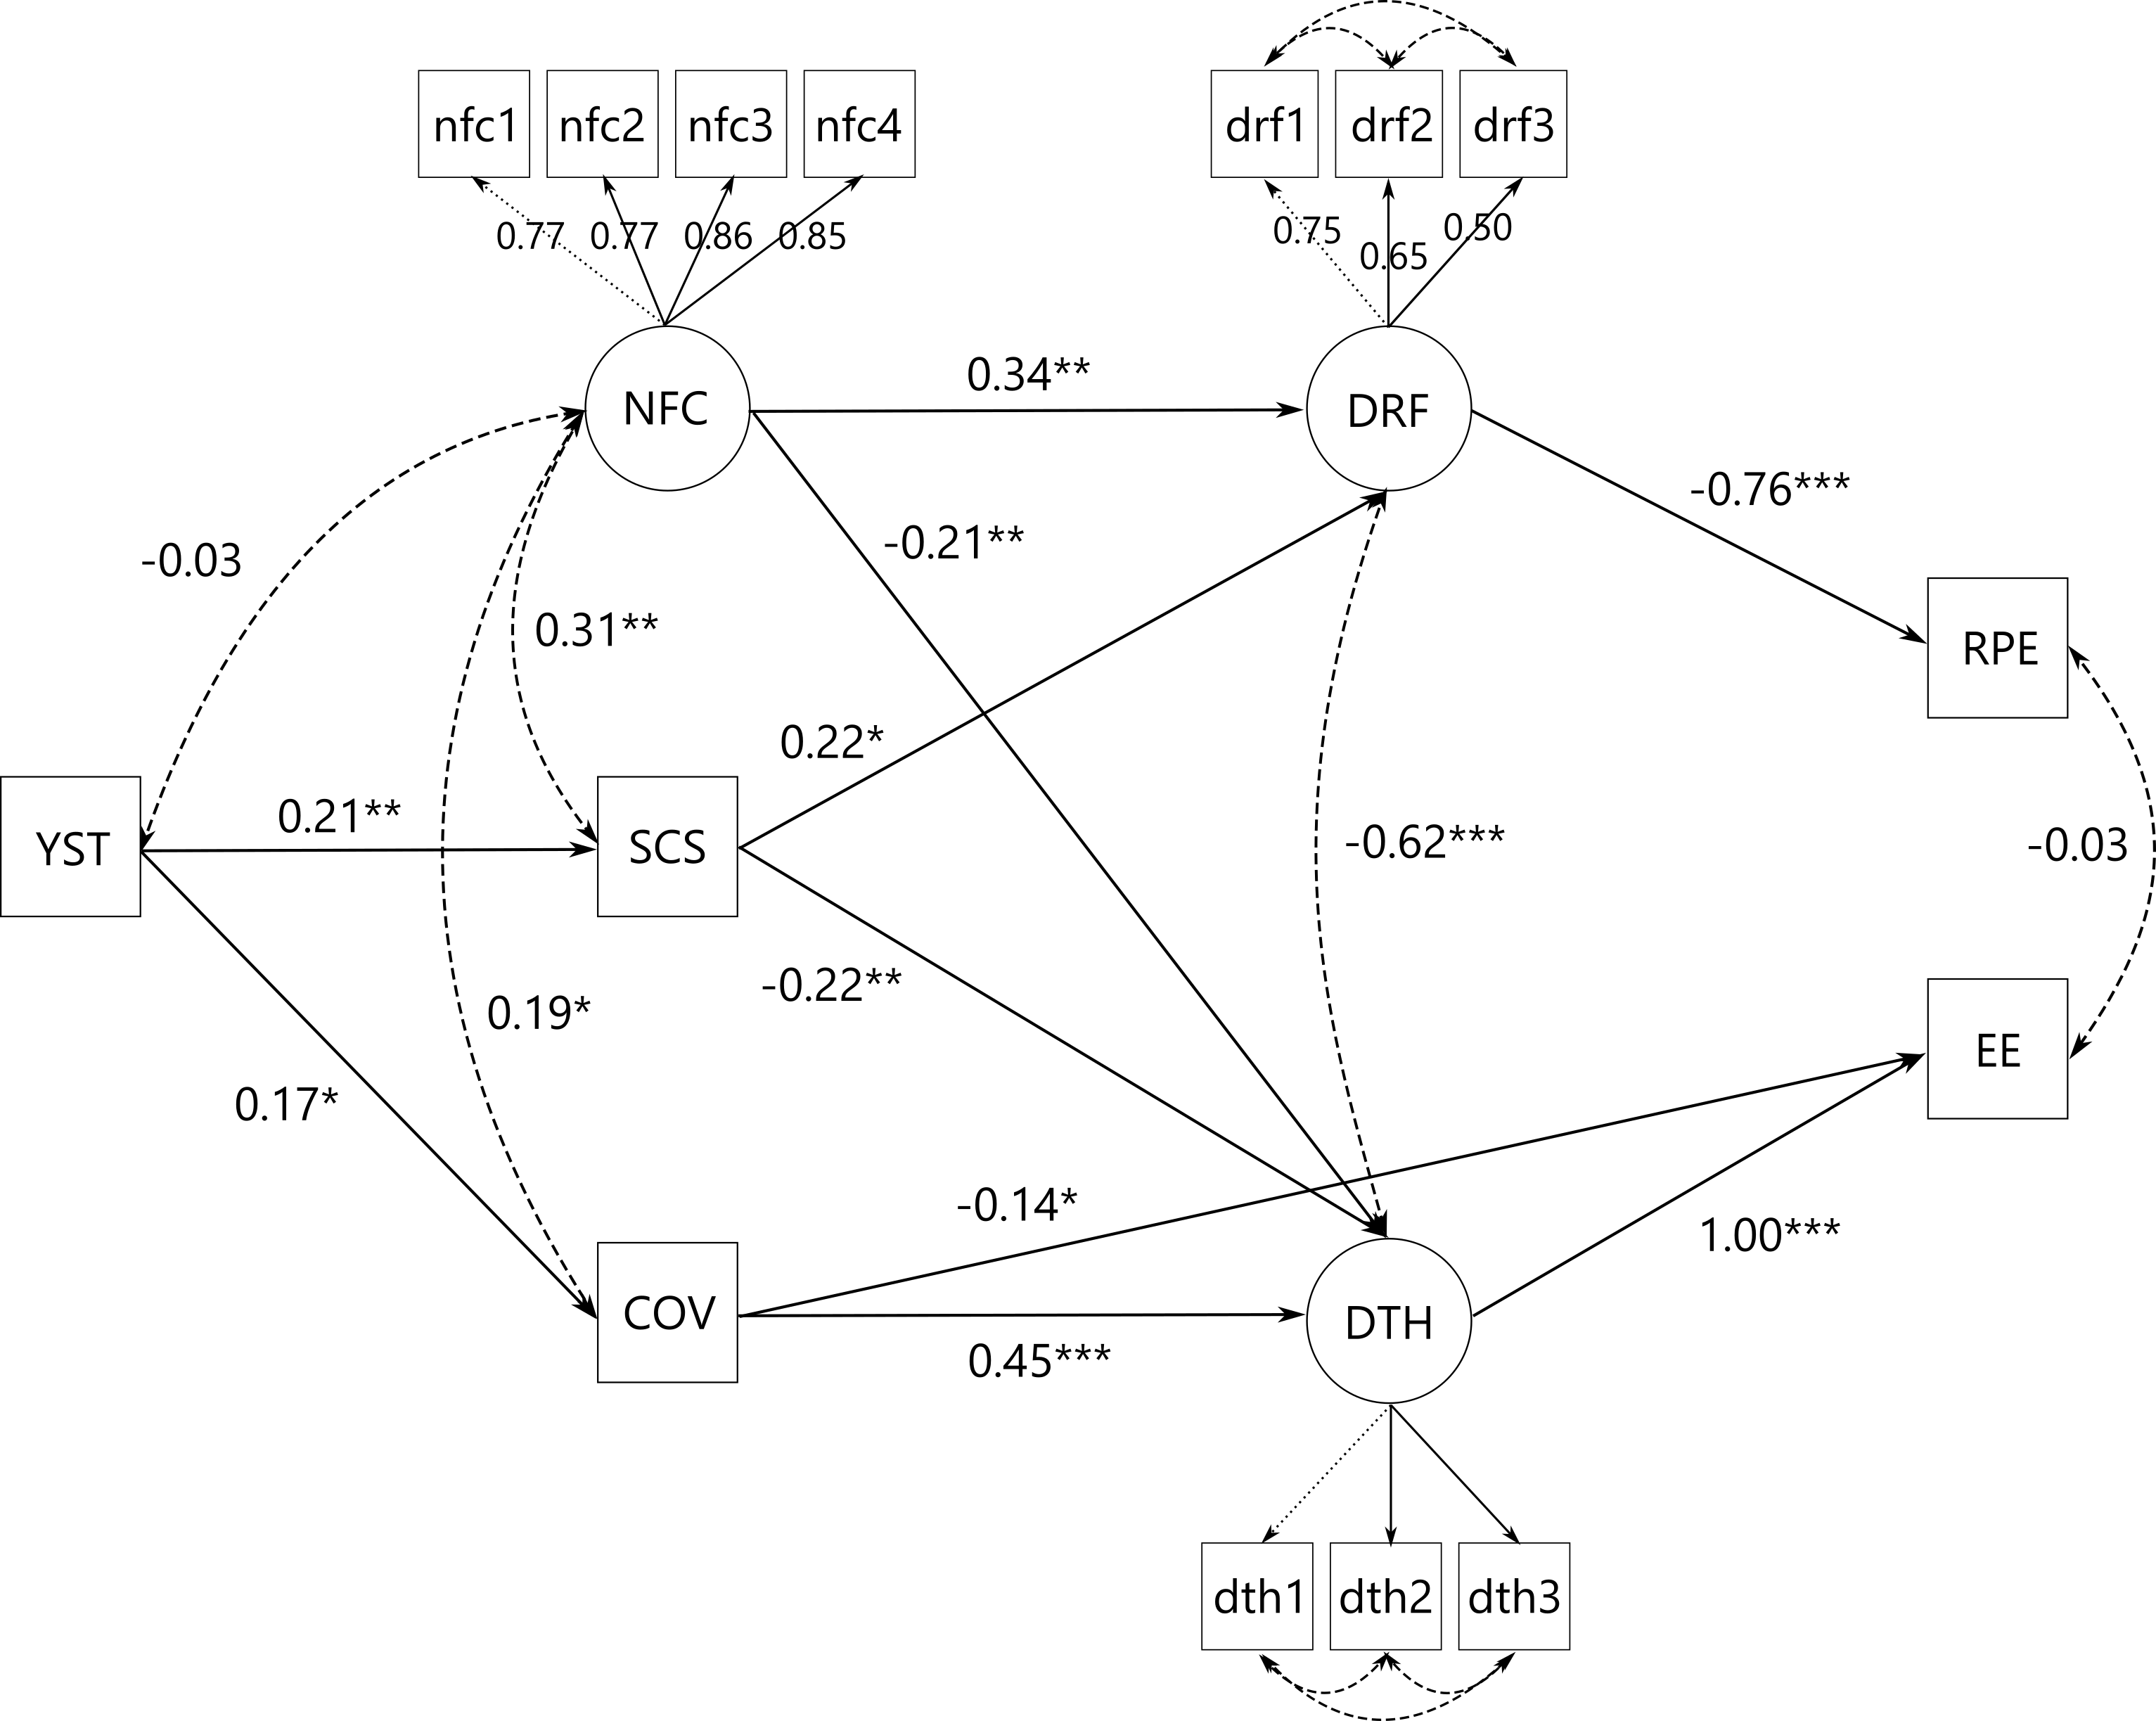 nfc1 nfc2 nfc3 nfc4
drf1 drf2 drf3
0.77 0.77 0.86 0.85
0.75 0.65 0.50
NFC
0.34**
DRF
-0.76***
-0.21**
-0.03
0.31**
RPE
0.22*
0.21**
YST
SCS
-0.62***
-0.03
-0.22**
0.19*
EE
0.17*
-0.14*
1.00***
COV
DTH
0.45***
dth1 dth2 dth3